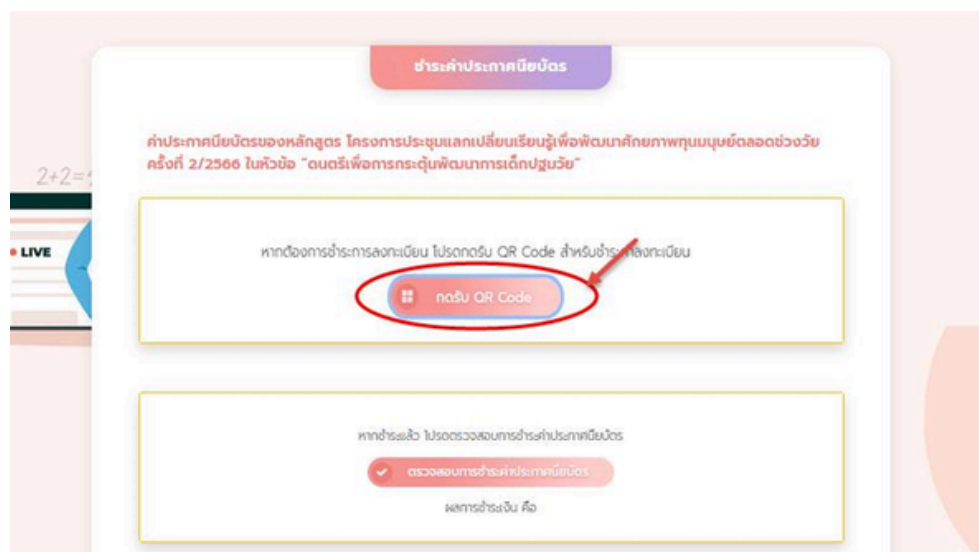 ชำระค่าประกาศนียบัตร
ค่าประกาศนียบัตรของหลักสูตร โครงการประชุมแลกเปลี่ยนเรียนรู้เพื่อพัฒนาศักยภาพทุนมนุษย์ตลอดช่วงวัย
ครั้งที่ 2/2566 ในหัวข้อ "ดนตรีเพื่อการกระตุ้นพัฒนาการเด็กปฐมวัย"
2+2=
LIVE
หากต้องการชำระการลงทะเบียน โปรดกดรับ QR Code สำหรับชำระ ลงทะเบียน
กดรับ QR Code
หากชำระแล้ว โปรดตรวจสอบการชำระค่าประกาศนียบัตร
ตรวจสอบการชำระค่าประกาศนียบัตร
ผลการชำระเงิน คือ